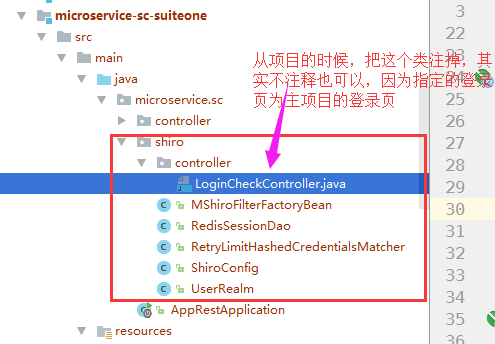 microservice-sc-suiteone
src
main
java
microservice.sc
controller
shiro
controller
LoginCheckController.java
MShiroFilterFactoryBean
RedisSessionDao
RetryLimitHashedCredentialsMatcher
ShiroConfig
UserRealm
AppRestApplication
resources
从项目的时候，把这个类注掉，其
实不注释也可以，因为指定的登录
页为主项目的登录页
3
22
24
25
26
27
28
29
30
31
32
33
34
35
36